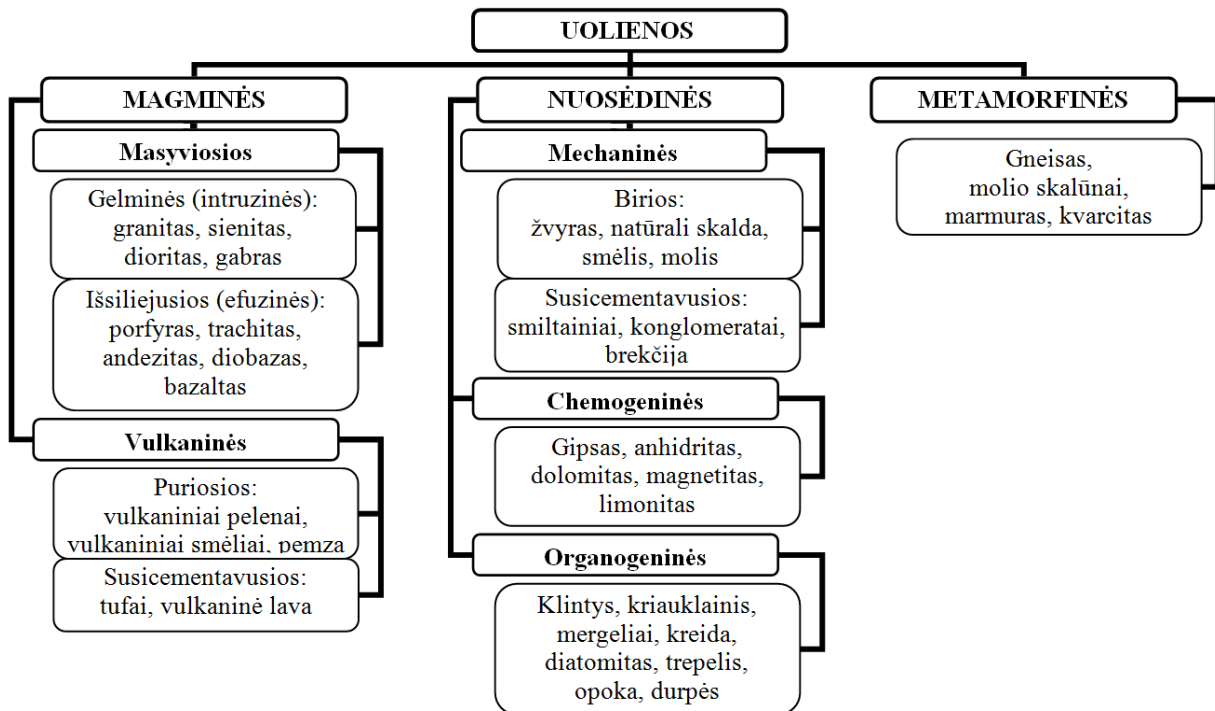 UOLIENOS
MAGMINĖS
Masyviosios
Gelminės (intruzinės):
granitas, sienitas,
dioritas, gabras
Išsiliejusios (efuzinės):
porfyras, trachitas,
andezitas, diobazas,
bazaltas
Vulkaninės
Puriosios:
vulkaniniai pelenai,
vulkaniniai smėliai, pemza
Susicementavusios:
tufai, vulkaninė lava
NUOSĖDINĖS
Mechaninės
Birios:
žvyras, natūrali skalda,
smėlis, molis
Susicementavusios:
smiltainiai, konglomeratai,
brekčija
Chemogeninės
Gipsas, anhidritas,
dolomitas, magnetitas,
limonitas
Organogeninės
Klintys, kriauklainis,
mergeliai, kreida,
diatomitas, trepelis,
opoka, durpės
METAMORFINĖS
Gneisas,
molio skalūnai,
marmuras, kvarcitas